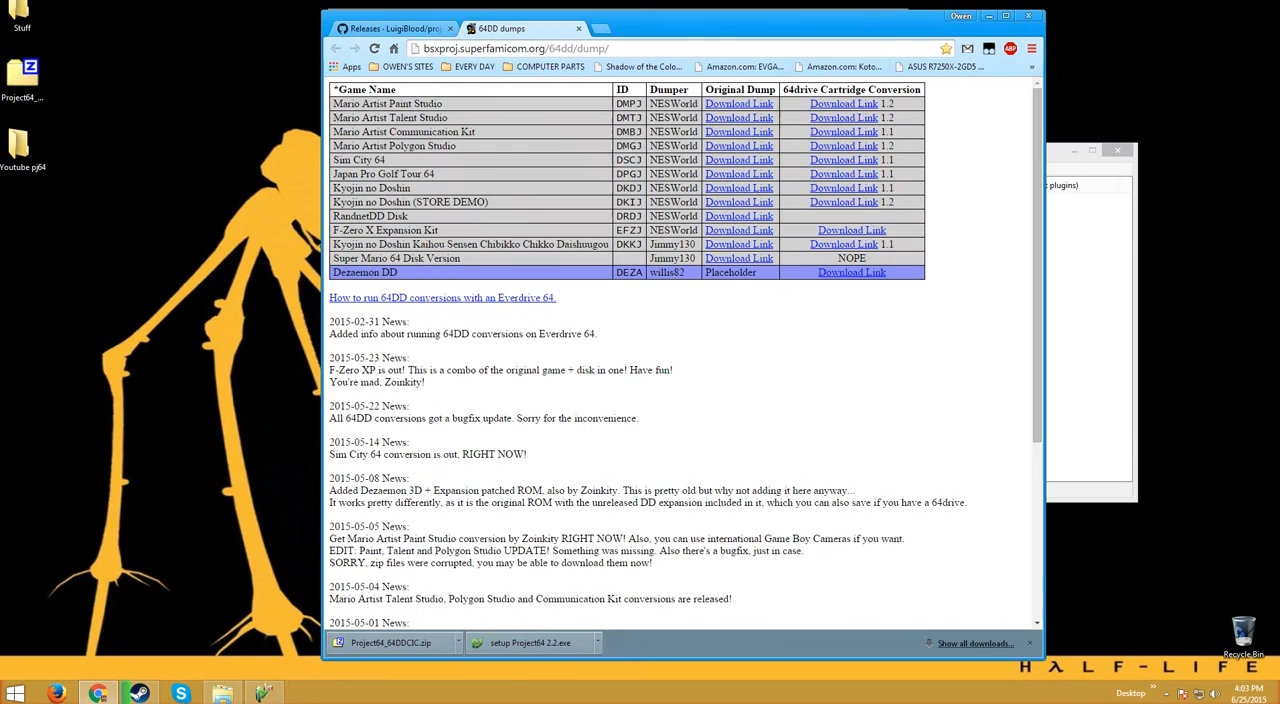 Stuff
Project64_...
Youtube pj64
Owen
Releases · LuigiBlood/proj
64DD dumps
bsxproj.superfamicom.org/64dd/dump/
ABP
Apps OWEN'S SITES EVERY DAY COMPUTER PARTS Shadow of the Colo... Amazon.com: EVGA... Amazon.com: Koto... ASUS R7250X-2GD5 ... »
*Game Name ID Dumper Original Dump 64drive Cartridge Conversion
Mario Artist Paint Studio DMPJ NESWorld Download Link Download Link 1.2
Mario Artist Talent Studio DMTJ NESWorld Download Link Download Link 1.2
Mario Artist Communication Kit DMBJ NESWorld Download Link Download Link 1.1
Mario Artist Polygon Studio DMGJ NESWorld Download Link Download Link 1.2
Sim City 64 DSCJ NESWorld Download Link Download Link 1.1
Japan Pro Golf Tour 64 DPGJ NESWorld Download Link Download Link 1.1
Kyojin no Doshin DKDJ NESWorld Download Link Download Link 1.1
Kyojin no Doshin (STORE DEMO) DKIJ NESWorld Download Link Download Link 1.2
RandnetDD Disk DRDJ NESWorld Download Link
F-Zero X Expansion Kit EFZJ NESWorld Download Link Download Link
Kyojin no Doshin Kaihou Sensen Chibikko Chikko Daishuugou DKKJ Jimmy130 Download Link Download Link 1.1
Super Mario 64 Disk Version Jimmy130 Download Link NOPE
Dezaemon DD DEZA willis82 Placeholder Download Link
plugins)
How to run 64DD conversions with an Everdrive 64.
2015-02-31 News:
Added info about running 64DD conversions on Everdrive 64.
2015-05-23 News:
F-Zero XP is out! This is a combo of the original game + disk in one! Have fun!
You're mad, Zoinkity!
2015-05-22 News:
All 64DD conversions got a bugfix update. Sorry for the inconvenience.
2015-05-14 News:
Sim City 64 conversion is out, RIGHT NOW!
2015-05-08 News:
Added Dezaemon 3D + Expansion patched ROM, also by Zoinkity. This is pretty old but why not adding it here anyway...
It works pretty differently, as it is the original ROM with the unreleased DD expansion included in it, which you can also save if you have a 64drive.
2015-05-05 News:
Get Mario Artist Paint Studio conversion by Zoinkity RIGHT NOW! Also, you can use international Game Boy Cameras if you want.
EDIT: Paint, Talent and Polygon Studio UPDATE! Something was missing. Also there's a bugfix, just in case.
SORRY, zip files were corrupted, you may be able to download them now!
2015-05-04 News:
Mario Artist Talent Studio, Polygon Studio and Communication Kit conversions are released!
2015-05-01 News:
Project64_64DDCIC.zip
setup Project64 2.2.exe
Show all downloads...
Recycle Bin
HλLF-LIFE
Desktop »
4:03 PM
6/25/2015